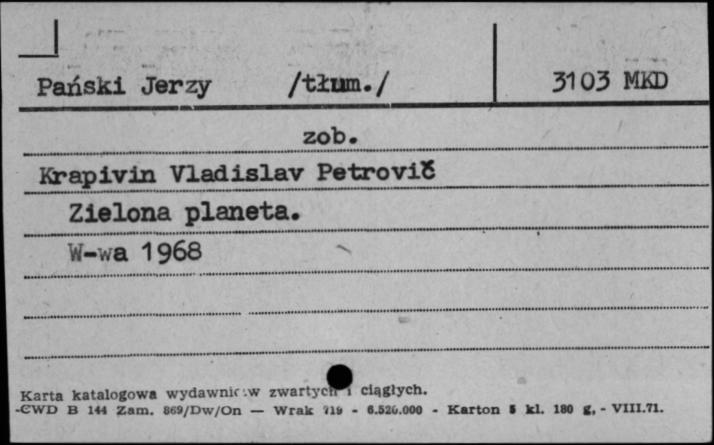 Pański Jerzy /tłum./ 3103 MKD
zob.
Krapivin Vladislav Petrovič
Zielona planeta.
W-wa 1968
Karta katalogowa wydawnictw zwartych i ciągłych.
-CWD B 144 Zam. 869/Dw/On — Wrak 719 - 6.520.000 - Karton 5 kl. 180 g, - VIII.71.